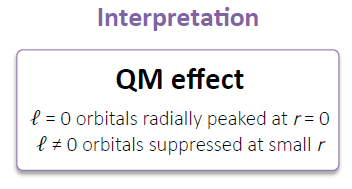 Interpretation
QM effect
ℓ = 0 orbitals radially peaked at r = 0
ℓ ≠ 0 orbitals suppressed at small r